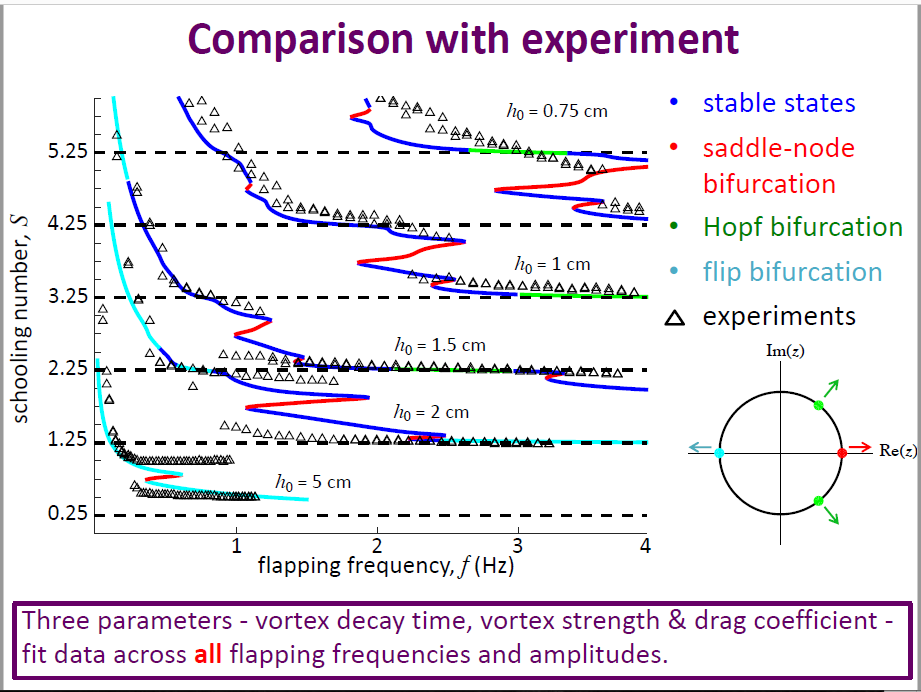 Comparison with experiment
h0 = 0.75 cm
h0 = 1 cm
h0 = 1.5 cm
h0 = 2 cm
h0 = 5 cm
schooling number, S
5.25
4.25
3.25
2.25
1.25
0.25
1 2 3 4
flapping frequency, f (Hz)
• stable states
• saddle-node
bifurcation
• Hopf bifurcation
• flip bifurcation
△ experiments
Im(z)
Re(z)
Three parameters - vortex decay time, vortex strength & drag coefficient -
fit data across all flapping frequencies and amplitudes.